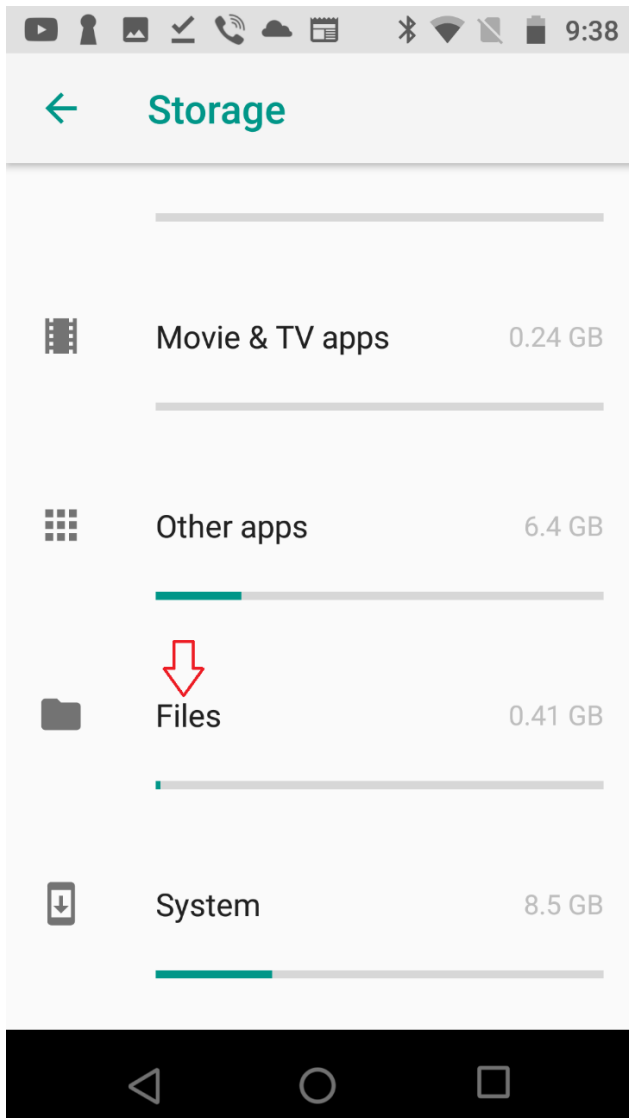 9:38
Storage
Movie & TV apps 0.24 GB
Other apps 6.4 GB
Files 0.41 GB
System 8.5 GB